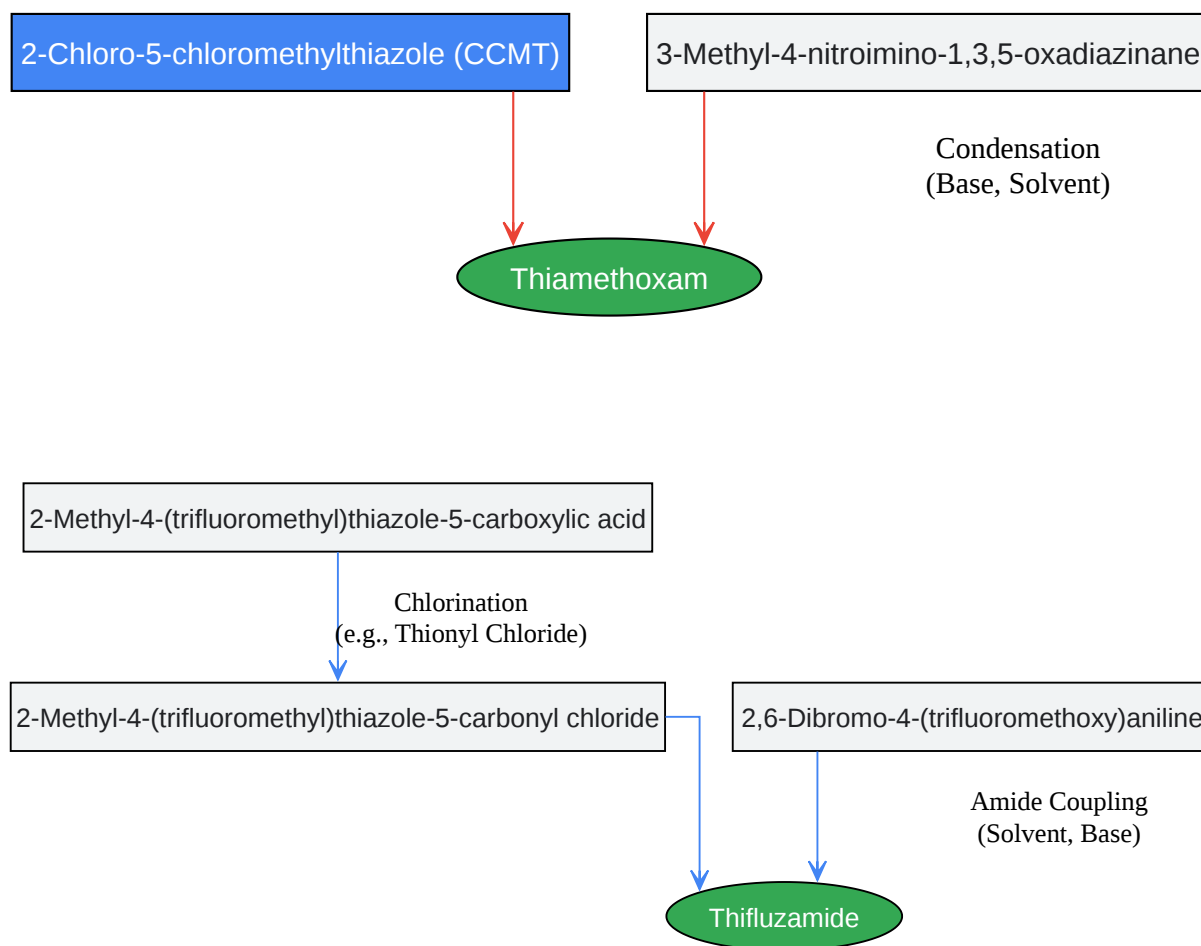 2-Chloro-5-chloromethylthiazole (CCMT)
3-Methyl-4-nitroimino-1,3,5-oxadiazinane
Condensation
(Base, Solvent)
Thiamethoxam
2-Methyl-4-(trifluoromethyl)thiazole-5-carboxylic acid
Chlorination
(e.g., Thionyl Chloride)
2-Methyl-4-(trifluoromethyl)thiazole-5-carbonyl chloride
2,6-Dibromo-4-(trifluoromethoxy)aniline
Amide Coupling
(Solvent, Base)
Thifluzamide